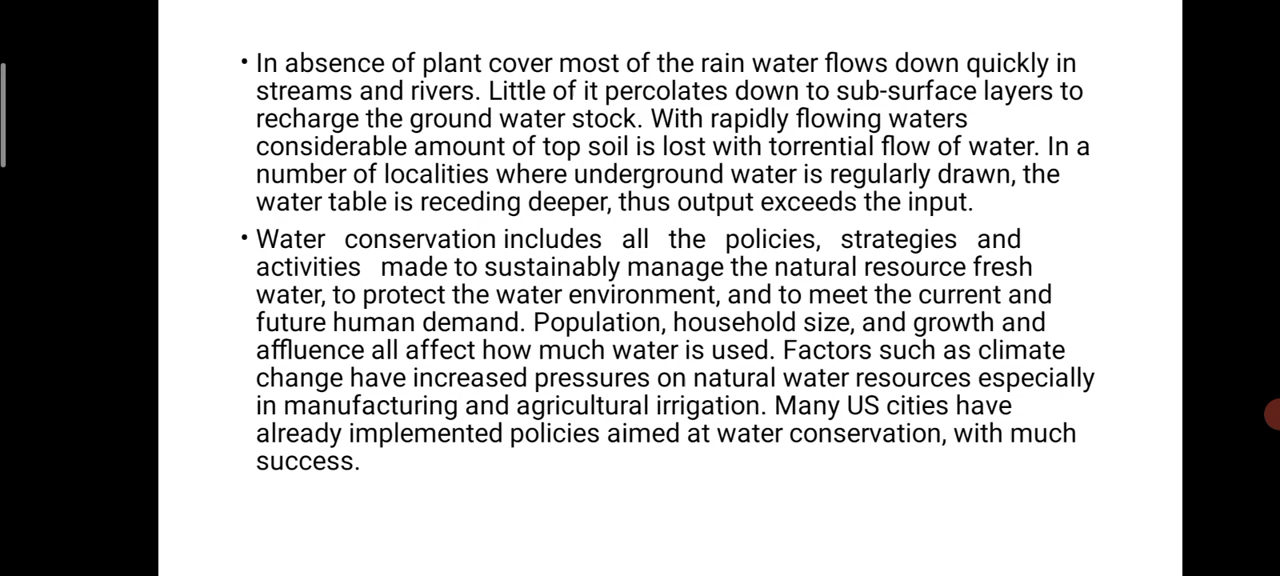 • In absence of plant cover most of the rain water flows down quickly in
streams and rivers. Little of it percolates down to sub-surface layers to
recharge the ground water stock. With rapidly flowing waters
considerable amount of top soil is lost with torrential flow of water. In a
number of localities where underground water is regularly drawn, the
water table is receding deeper, thus output exceeds the input.
• Water conservation includes all the policies, strategies and
activities made to sustainably manage the natural resource fresh
water, to protect the water environment, and to meet the current and
future human demand. Population, household size, and growth and
affluence all affect how much water is used. Factors such as climate
change have increased pressures on natural water resources especially
in manufacturing and agricultural irrigation. Many US cities have
already implemented policies aimed at water conservation, with much
success.